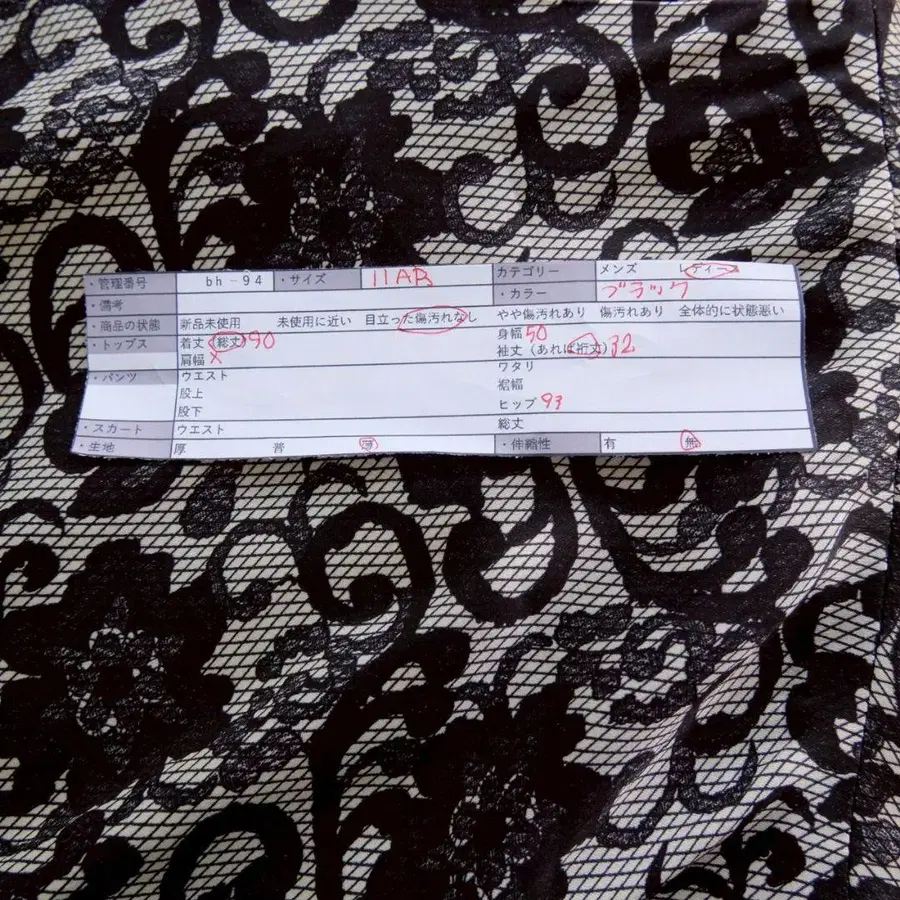 ・管理番号 bh-94 ・サイズ 11AB カテゴリー メンズ レディース
・備考 ・カラー ブラック
・商品の状態 新品未使用 未使用に近い 目立った傷汚れなし やや傷汚れあり 傷汚れあり 全体的に状態悪い
・トップス 着丈(総丈)90 身幅50
肩幅 x 袖丈(あれば裄丈)32
・パンツ ウエスト ワタリ
股上 裾幅
股下 ヒップ 93
・スカート ウエスト 総丈
・生地 厚 普 薄 ・伸縮性 有 無